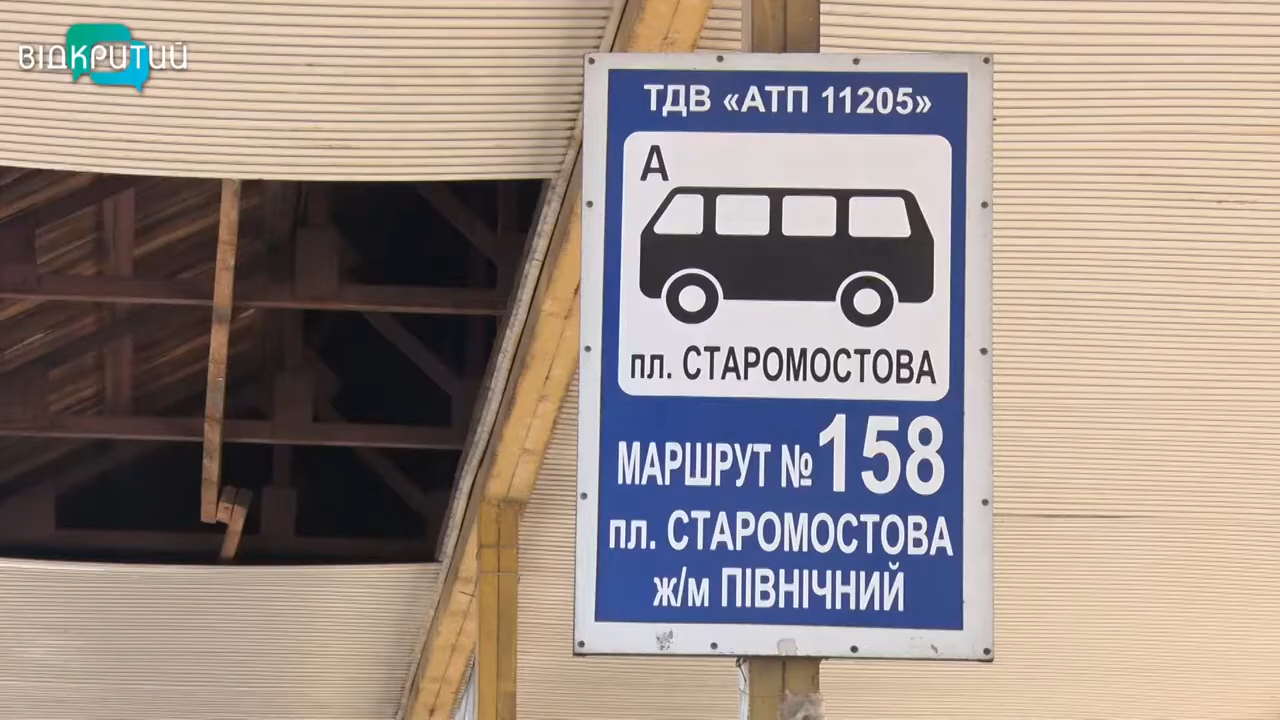 ВІДКРИТИЙ
ТДВ «АТП 11205»
А
пл. СТАРОМОСТОВА
МАРШРУТ № 158
пл. СТАРОМОСТОВА
ж/м ПІВНІЧНИЙ